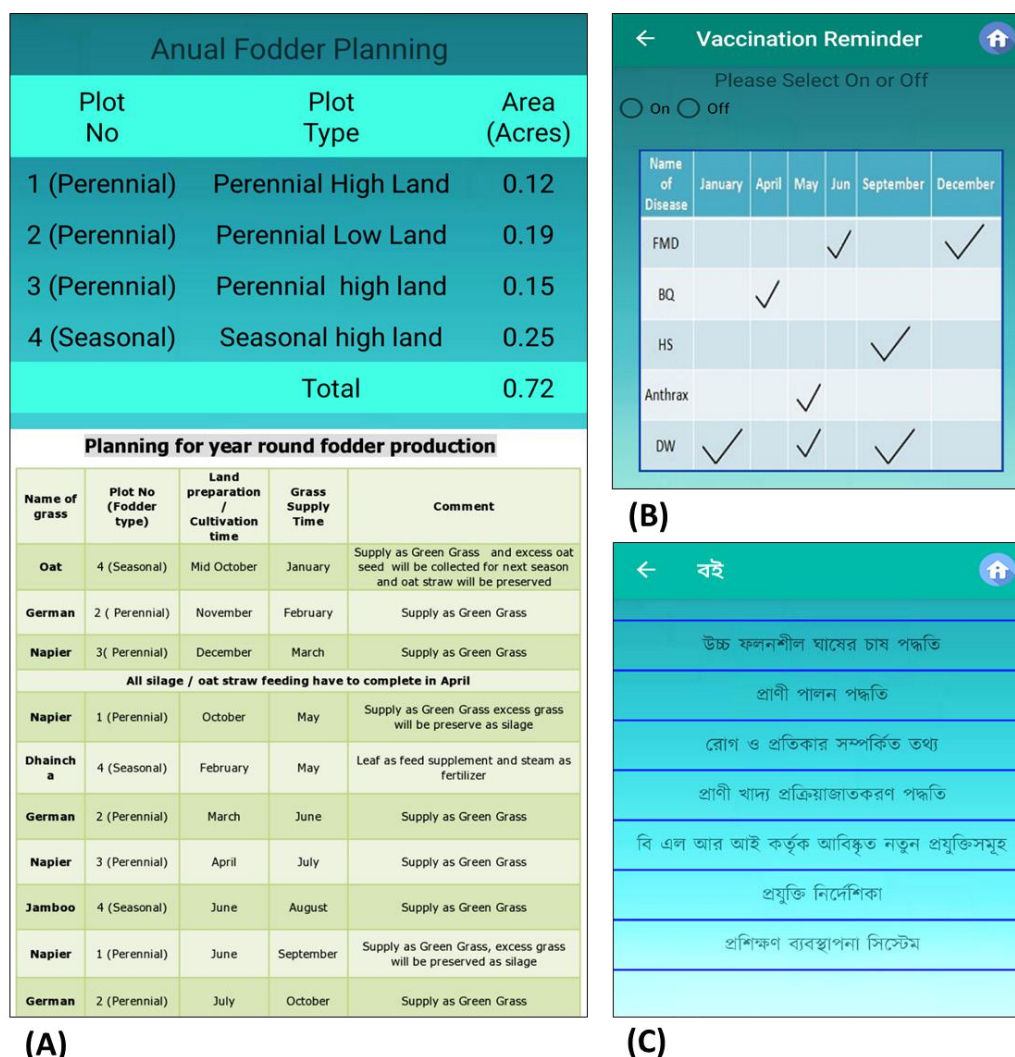 Anual Fodder Planning
Plot No Plot Type Area (Acres)
1 (Perennial) Perennial High Land 0.12
2 (Perennial) Perennial Low Land 0.19
3 (Perennial) Perennial high land 0.15
4 (Seasonal) Seasonal high land 0.25
Total 0.72
Planning for year round fodder production
Name of grass Plot No (Fodder type) Land preparation / Cultivation time Grass Supply Time Comment
Oat 4 (Seasonal) Mid October January Supply as Green Grass and excess oat seed will be collected for next season and oat straw will be preserved
German 2 ( Perennial) November February Supply as Green Grass
Napier 3( Perennial) December March Supply as Green Grass
All silage / oat straw feeding have to complete in April
Napier 1 (Perennial) October May Supply as Green Grass excess grass will be preserve as silage
Dhaincha 4 (Seasonal) February May Leaf as feed supplement and steam as fertilizer
German 2 (Perennial) March June Supply as Green Grass
Napier 3 (Perennial) April July Supply as Green Grass
Jamboo 4 (Seasonal) June August Supply as Green Grass
Napier 1 (Perennial) June September Supply as Green Grass, excess grass will be preserved as silage
German 2 (Perennial) July October Supply as Green Grass
(A)
Vaccination Reminder
Please Select On or Off
On Off
Name of Disease January April May Jun September December
FMD
BQ
HS
Anthrax
DW
(B)
বই
উচ্চ ফলনশীল ঘাষের চাষ পদ্ধতি
প্রাণী পালন পদ্ধতি
রোগ ও প্রতিকার সম্পর্কিত তথ্য
প্রাণী খাদ্য প্রক্রিয়াজাতকরণ পদ্ধতি
বি এল আর আই কর্তৃক আবিষ্কৃত নতুন প্রযুক্তিসমূহ
প্রযুক্তি নির্দেশিকা
প্রশিক্ষণ ব্যবস্থাপনা সিস্টেম
(C)